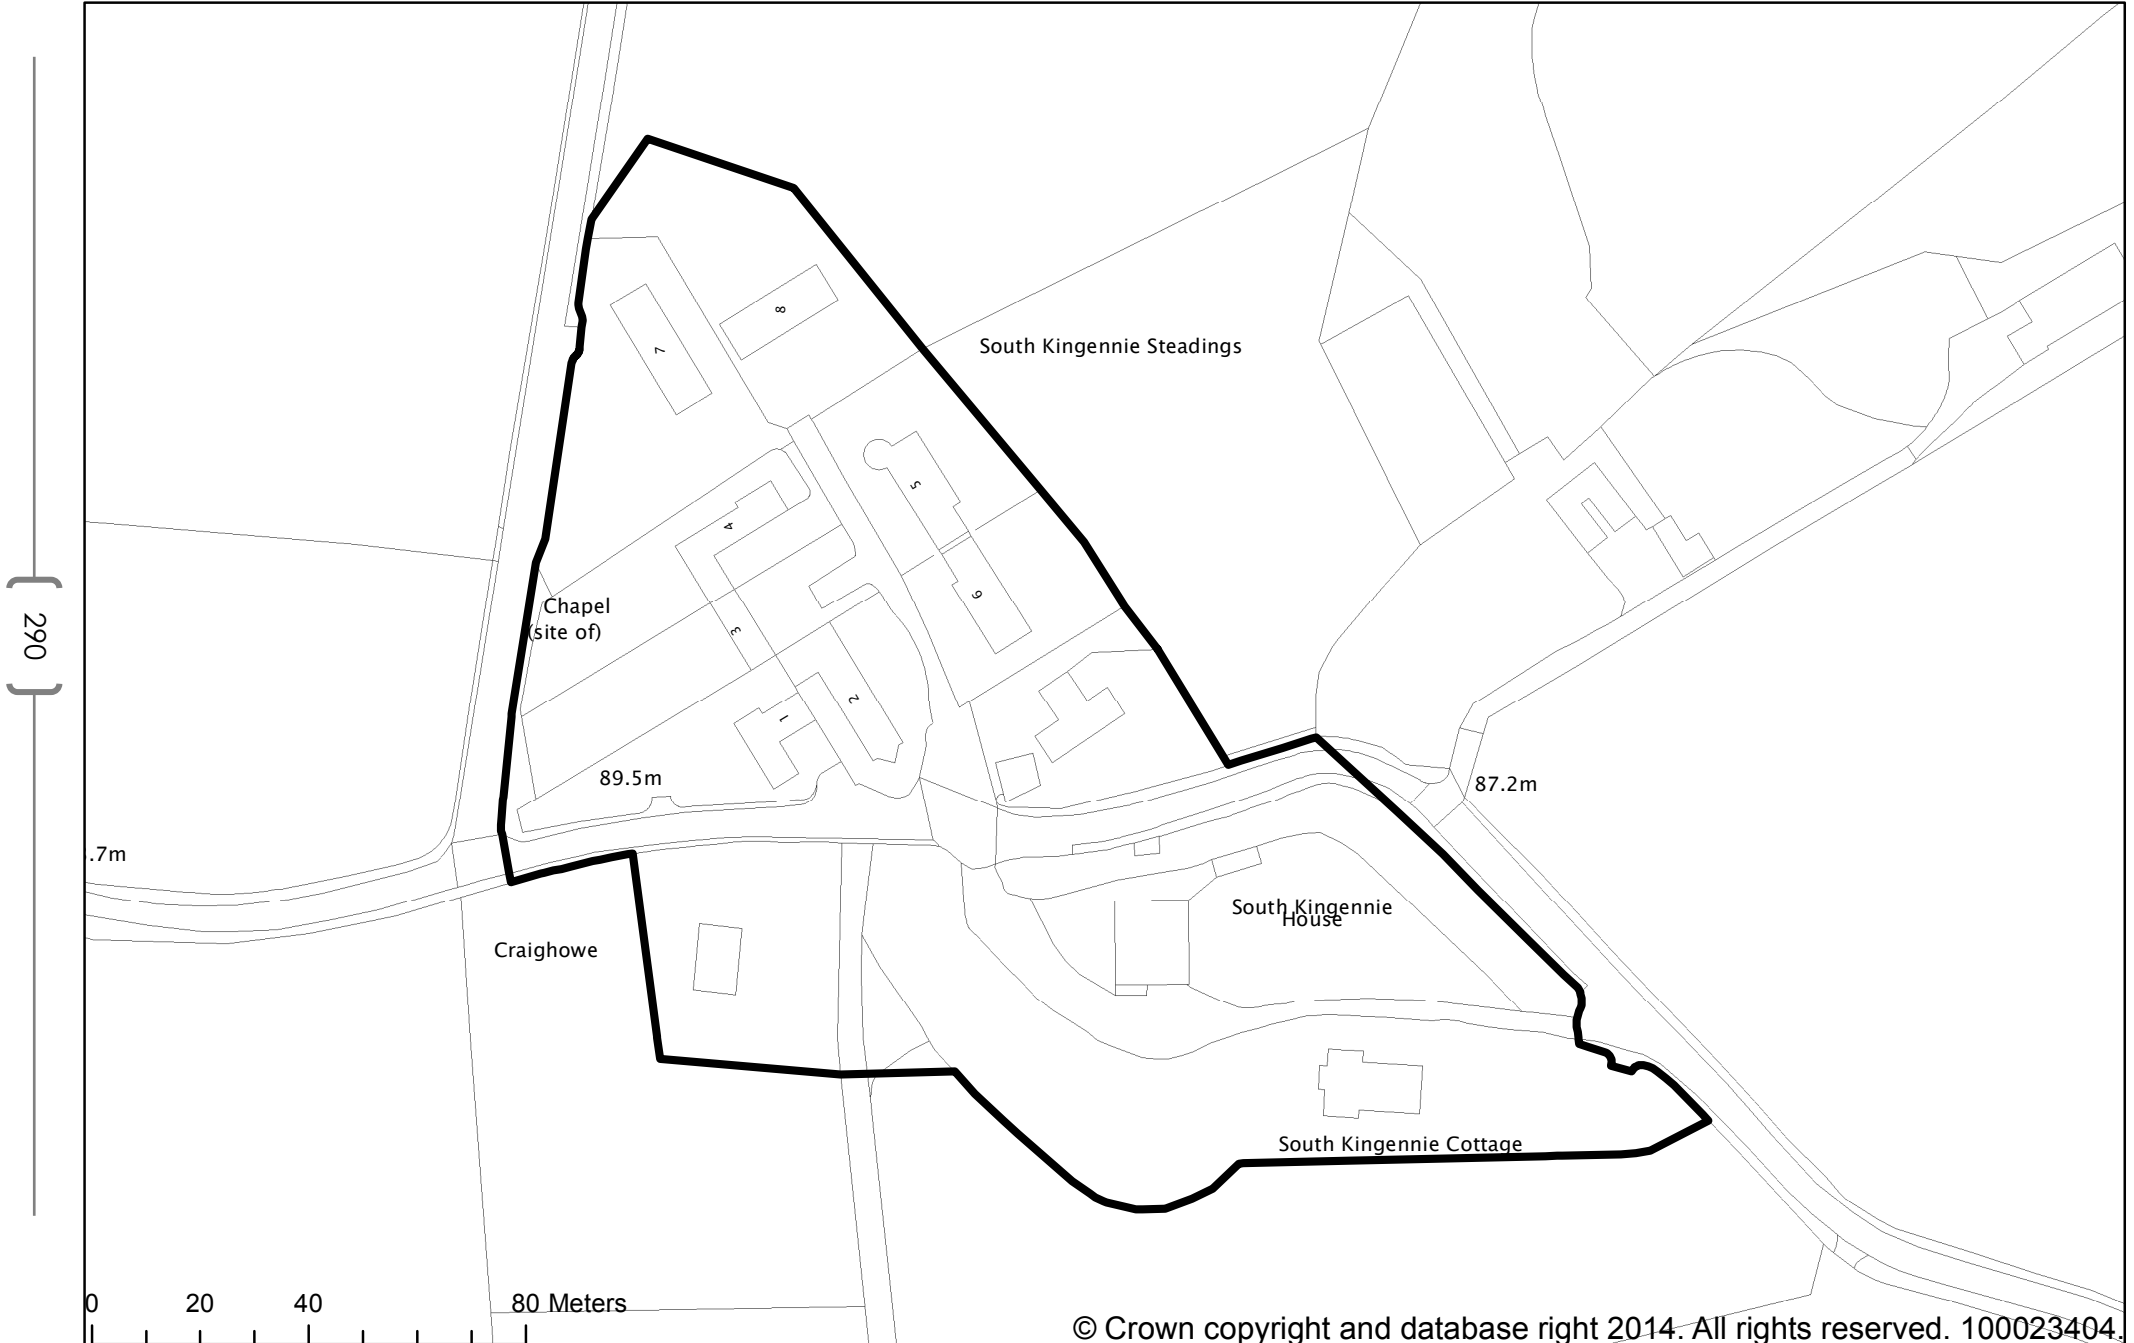 8
7
South Kingennie Steadings
5
4
290
Chapel
(site of)
3
6
2
1
89.5m
87.2m
.7m
South Kingennie
House
Craighowe
South Kingennie Cottage
0 20 40 80 Meters
© Crown copyright and database right 2014. All rights reserved. 100023404.